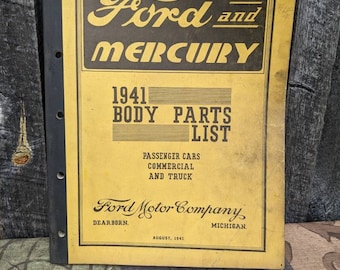 Ford and
MERCURY
1941
BODY PARTS
LIST
PASSENGER CARS
COMMERCIAL
AND TRUCK
Ford Motor Company
DEARBORN, MICHIGAN.
AUGUST, 1941